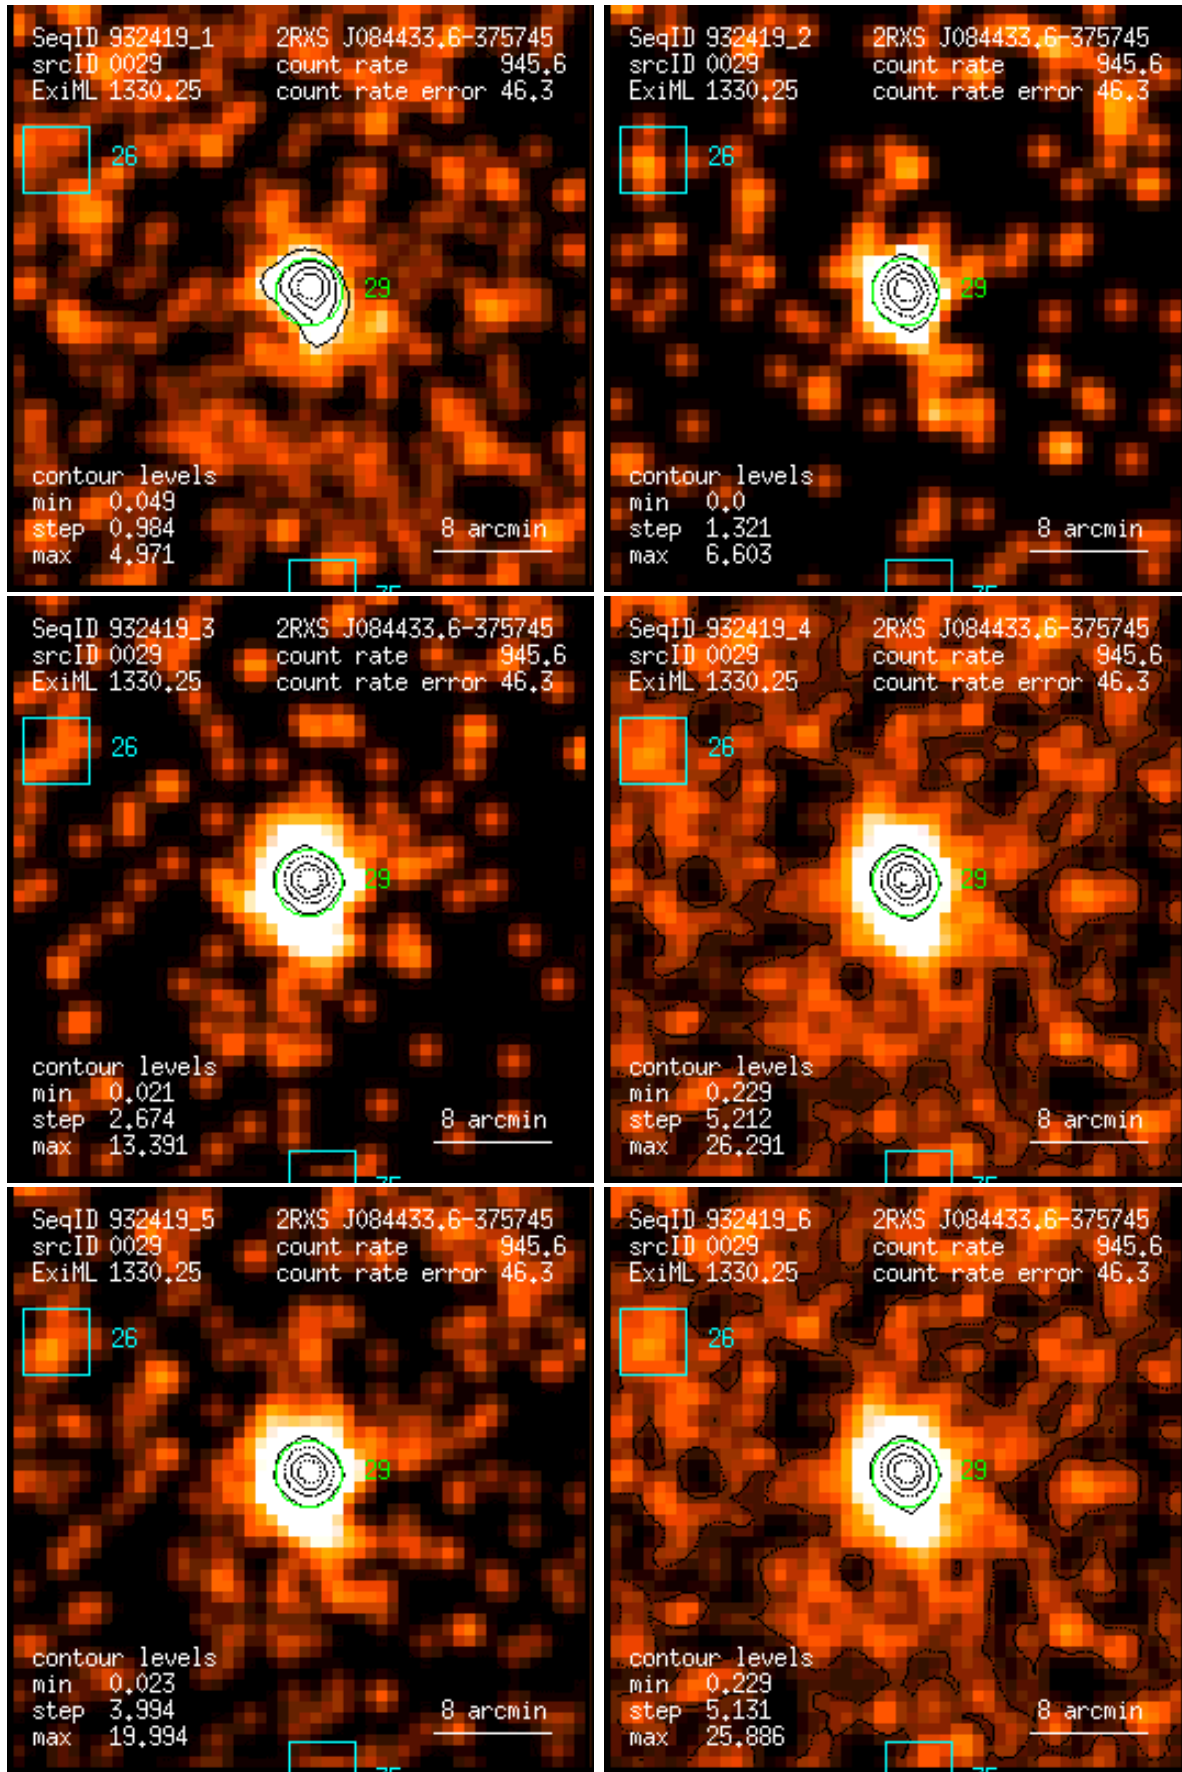 SeqID 932419_1 2RXS J084433.6-375745
srcID 0029 count rate 945.6
ExiML 1330.25 count rate error 46.3
26
29
contour levels
min 0.049
step 0.984 8 arcmin
max 4.971
SeqID 932419_2 2RXS J084433.6-375745
srcID 0029 count rate 945.6
ExiML 1330.25 count rate error 46.3
26
29
contour levels
min 0.0
step 1.321 8 arcmin
max 6.603
SeqID 932419_3 2RXS J084433.6-375745
srcID 0029 count rate 945.6
ExiML 1330.25 count rate error 46.3
26
29
contour levels
min 0.021
step 2.674 8 arcmin
max 13.391
SeqID 932419_4 2RXS J084433.6-375745
srcID 0029 count rate 945.6
ExiML 1330.25 count rate error 46.3
26
29
contour levels
min 0.229
step 5.212 8 arcmin
max 26.291
SeqID 932419_5 2RXS J084433.6-375745
srcID 0029 count rate 945.6
ExiML 1330.25 count rate error 46.3
26
29
contour levels
min 0.023
step 3.994 8 arcmin
max 19.994
SeqID 932419_6 2RXS J084433.6-375745
srcID 0029 count rate 945.6
ExiML 1330.25 count rate error 46.3
26
29
contour levels
min 0.229
step 5.131 8 arcmin
max 25.886